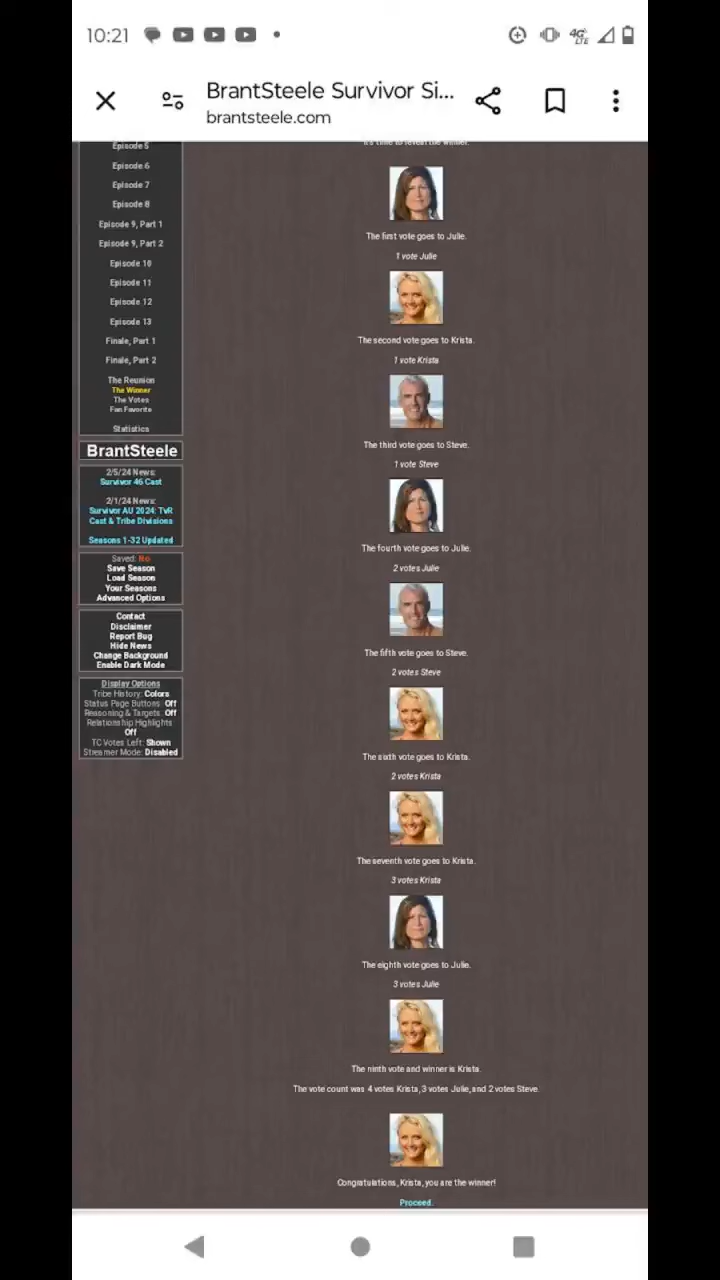 10:21
4G
LTE
BrantSteele Survivor Si...
brantsteele.com
Episode 5
Episode 6
Episode 7
Episode 8
Episode 9, Part 1
Episode 9, Part 2
Episode 10
Episode 11
Episode 12
Episode 13
Finale, Part 1
Finale, Part 2
The Reunion
The Winner
The Votes
Fan Favorite
Statistics
BrantSteele
2/5/24 News:
Survivor 46 Cast
2/1/24 News:
Survivor AU 2024: TvR
Cast & Tribe Divisions
Seasons 1-32 Updated
Saved: No
Save Season
Load Season
Your Seasons
Advanced Options
Contact
Disclaimer
Report Bug
Hide News
Change Background
Enable Dark Mode
Display Options
Tribe History: Colors
Status Page Buttons: Off
Reasoning & Targets: Off
Relationship Highlights
Off
TC Votes Left: Shown
Streamer Mode: Disabled
It's time to reveal the winner.
The first vote goes to Julie.
1 vote Julie
The second vote goes to Krista.
1 vote Krista
The third vote goes to Steve.
1 vote Steve
The fourth vote goes to Julie.
2 votes Julie
The fifth vote goes to Steve.
2 votes Steve
The sixth vote goes to Krista.
2 votes Krista
The seventh vote goes to Krista.
3 votes Krista
The eighth vote goes to Julie.
3 votes Julie
The ninth vote and winner is Krista.
The vote count was 4 votes Krista, 3 votes Julie, and 2 votes Steve.
Congratulations, Krista, you are the winner!
Proceed.